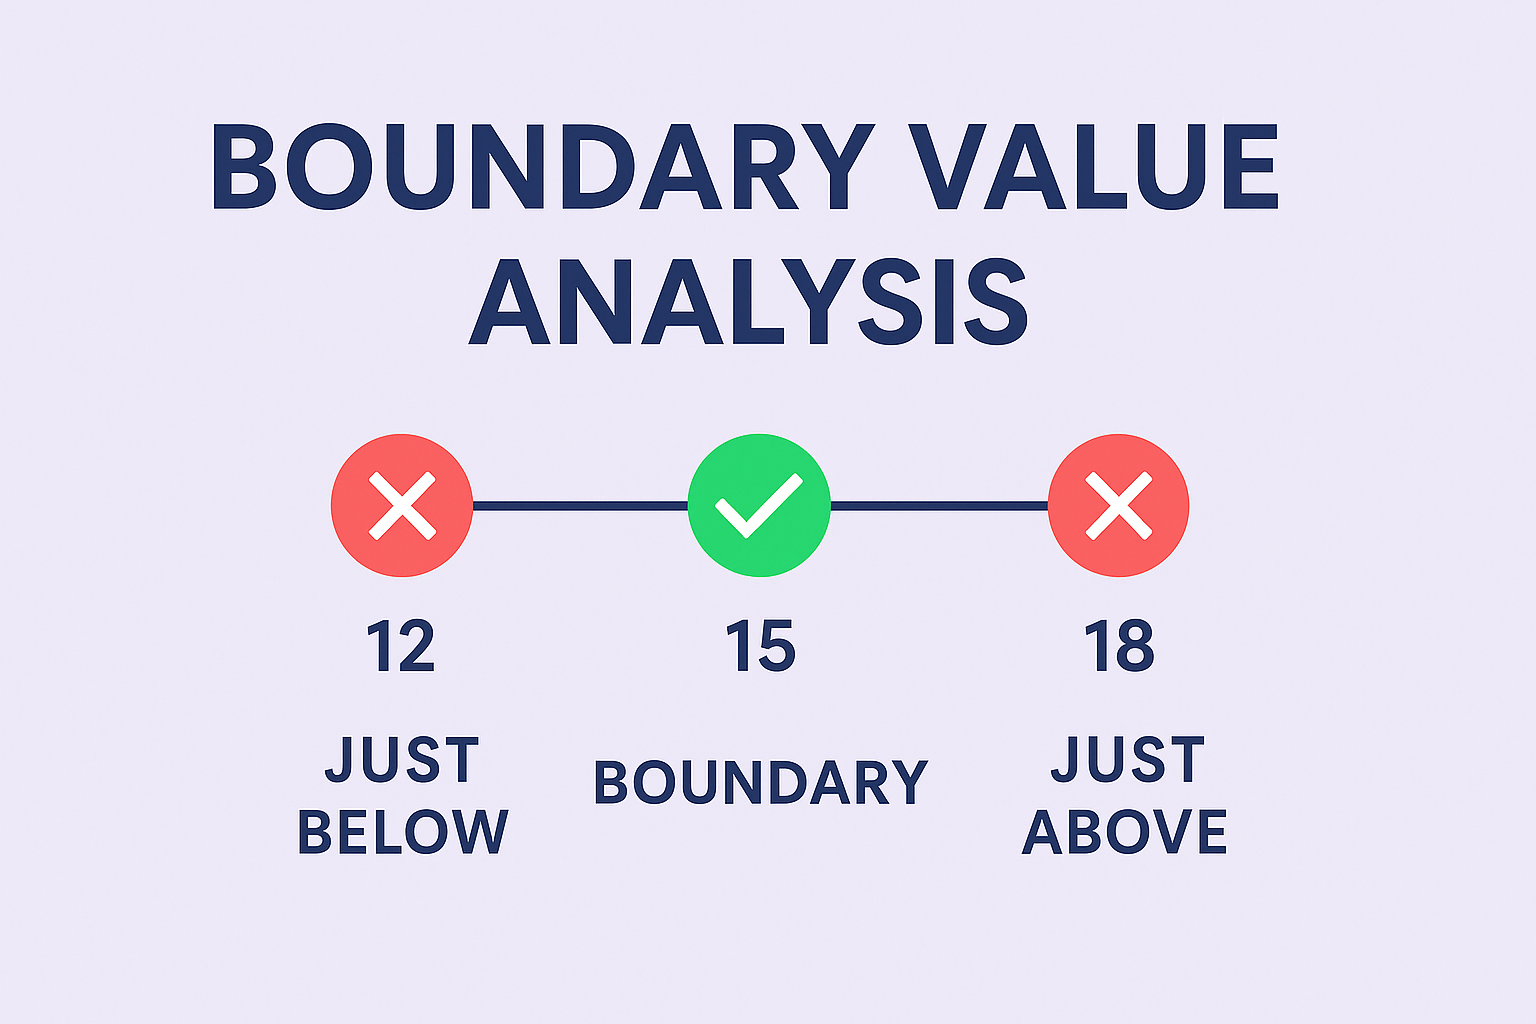 BOUNDARY VALUE
ANALYSIS
12
15
18
JUST
BELOW
BOUNDARY
JUST
ABOVE